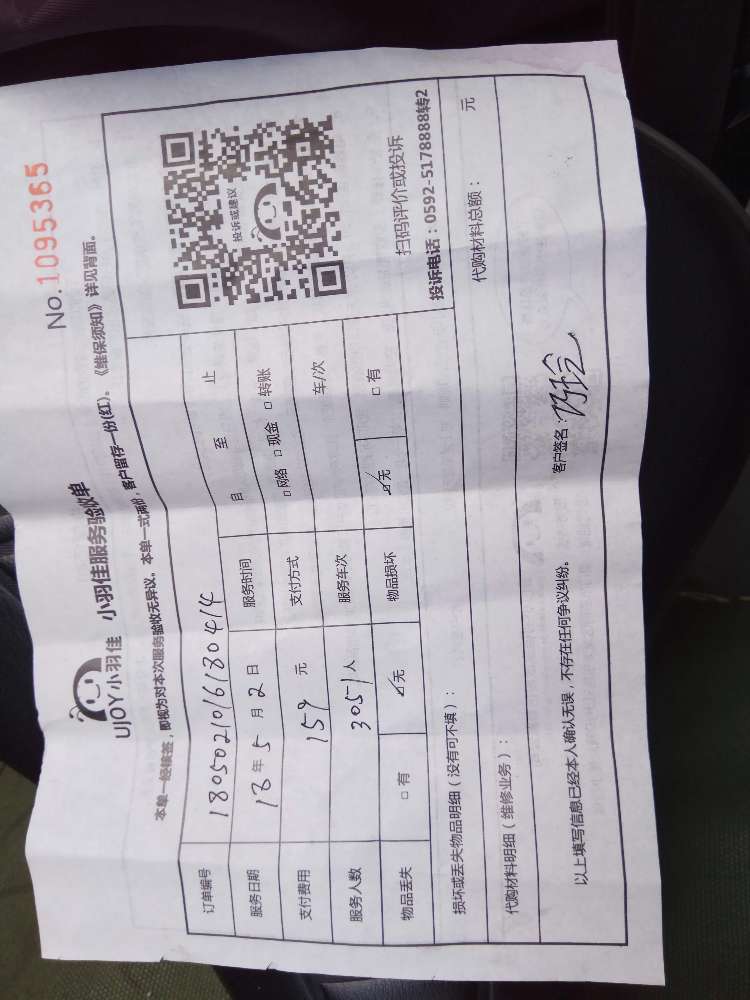 No.1095365
UJOY小羽佳 小羽佳服务验收单
本单一经核签，即视为对本次服务验收无异议。本单一式两份，客户留存一份(红)。《维保须知》详见背面。
订单编号 1805021016180414
服务日期 18年5月2日 服务时间 自 至 止
支付费用 159 元 支付方式 □网络 □现金 □转账
服务人数 3051人 服务车次 车/次
物品丢失 □有 ☑无 物品损坏 ☑无 □有
投诉或建议
扫码评价或投诉
投诉电话：0592-5178888转2
损坏或丢失物品明细（没有可不填）：
代购材料明细（维修业务）： 代购材料总额： 元
以上填写信息已经本人确认无误，不存在任何争议纠纷。 客户签名：